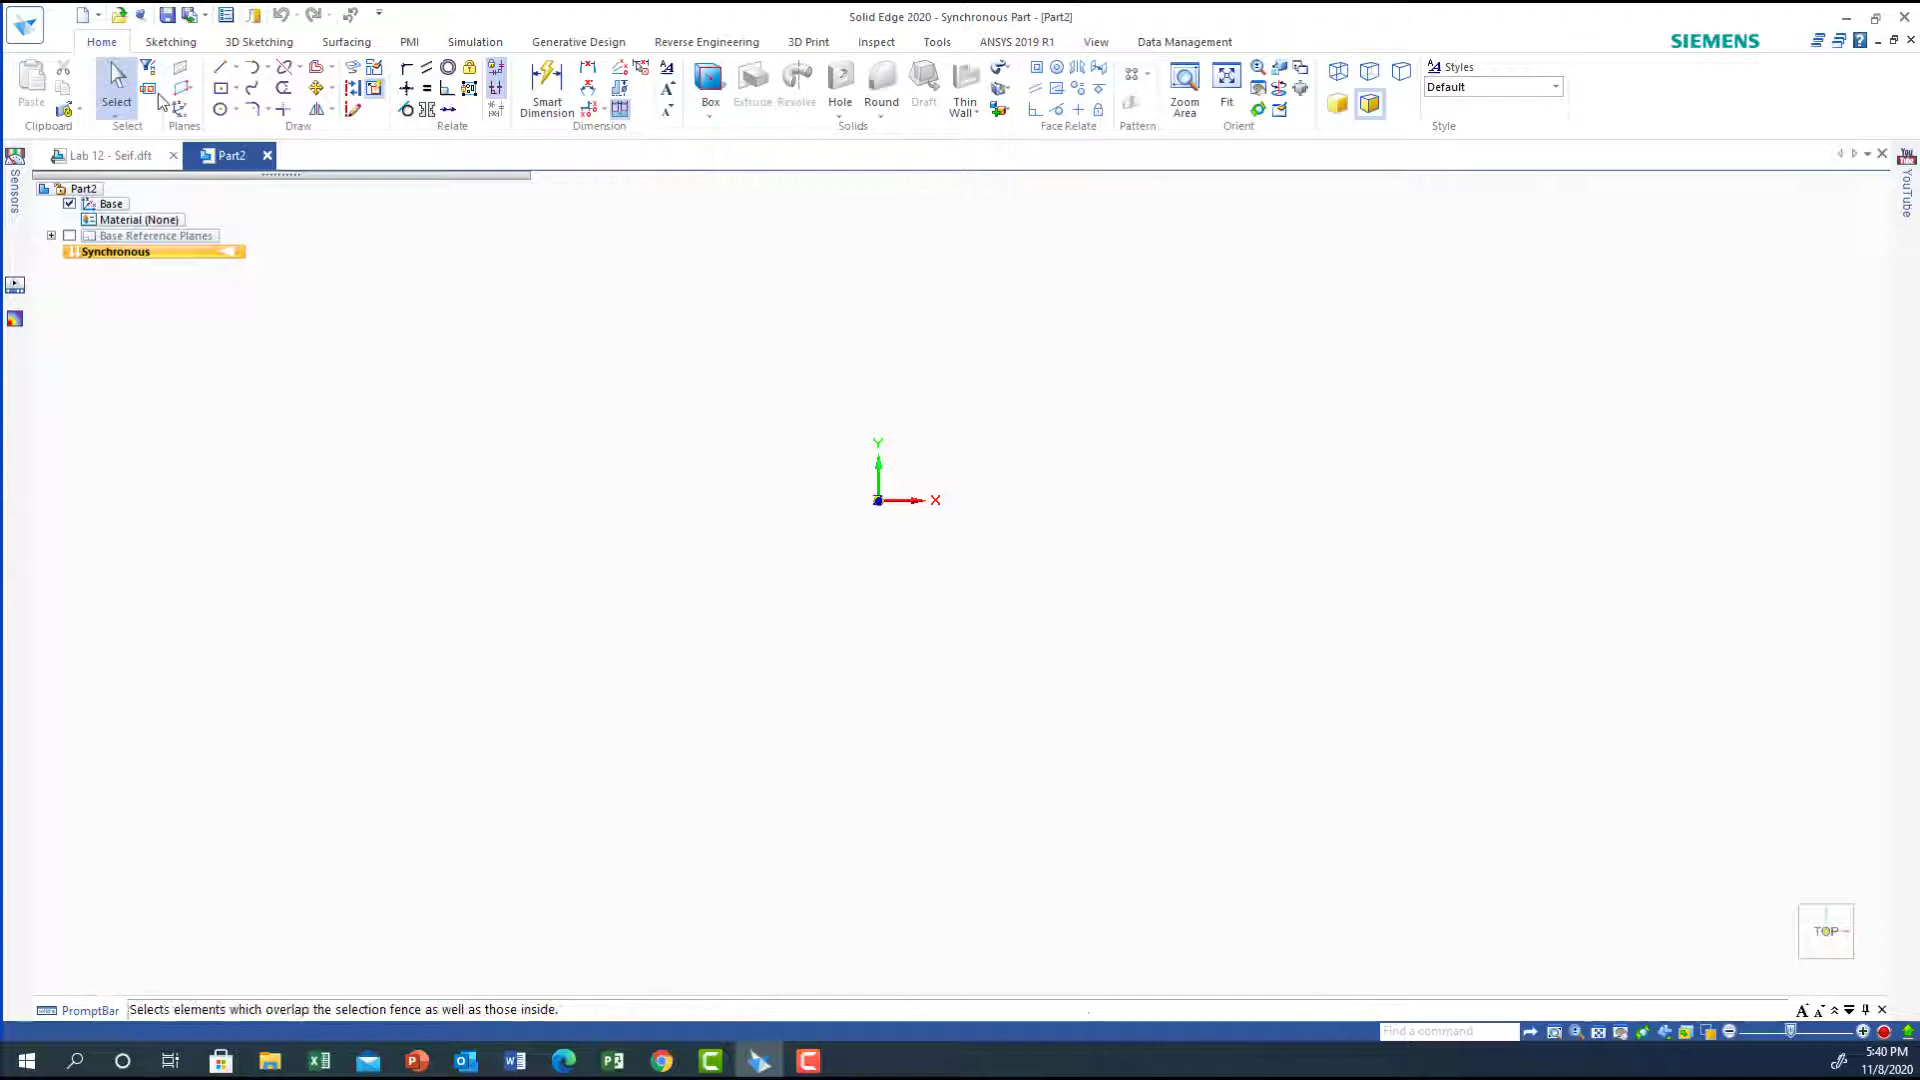 Solid Edge 2020 - Synchronous Part - [Part2]
Home
Sketching
3D Sketching
Surfacing
PMI
Simulation
Generative Design
Reverse Engineering
3D Print
Inspect
Tools
ANSYS 2019 R1
View
Data Management
SIEMENS
Paste
Clipboard
Select
Select
Planes
Draw
Relate
Smart Dimension
Dimension
Box
Extrude
Revolve
Hole
Round
Draft
Thin Wall
Solids
Face Relate
Pattern
Zoom Area
Fit
Orient
Styles
Default
Style
Lab 12 - Seif.dft
Part2
Sensors
YouTube
Part2
Base
Material (None)
Base Reference Planes
Synchronous
Y
X
TOP
PromptBar
Selects elements which overlap the selection fence as well as those inside.
Find a command
5:40 PM
11/8/2020